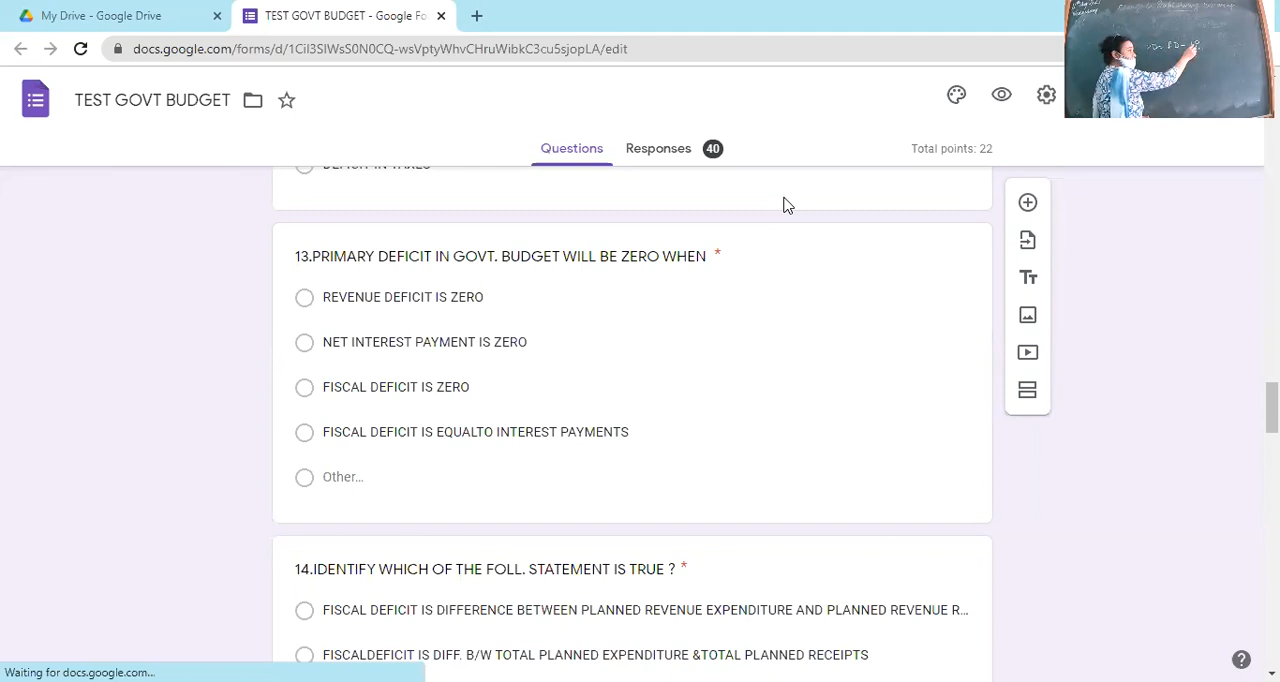 My Drive - Google Drive
TEST GOVT BUDGET - Google Fo
docs.google.com/forms/d/1Cil3SIWsS0N0CQ-wsVptyWhvCHruWibkC3cu5sjopLA/edit
TEST GOVT BUDGET
Questions
Responses 40
Total points: 22
DEFICIT IN TAXES
13.PRIMARY DEFICIT IN GOVT. BUDGET WILL BE ZERO WHEN *
REVENUE DEFICIT IS ZERO
NET INTEREST PAYMENT IS ZERO
FISCAL DEFICIT IS ZERO
FISCAL DEFICIT IS EQUALTO INTEREST PAYMENTS
Other...
14.IDENTIFY WHICH OF THE FOLL. STATEMENT IS TRUE ? *
FISCAL DEFICIT IS DIFFERENCE BETWEEN PLANNED REVENUE EXPENDITURE AND PLANNED REVENUE R...
FISCALDEFICIT IS DIFF. B/W TOTAL PLANNED EXPENDITURE &TOTAL PLANNED RECEIPTS
Waiting for docs.google.com...